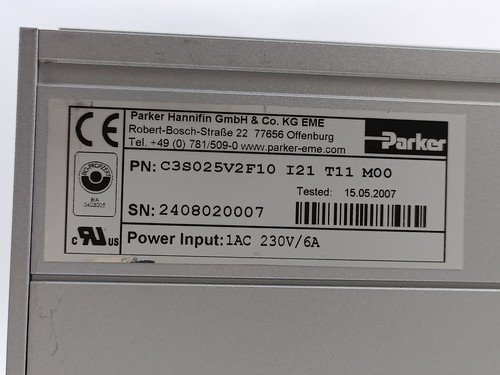 Parker Hannifin GmbH & Co. KG EME
Robert-Bosch-Straße 22 77656 Offenburg
Tel. +49 (0) 781/509-0 www.parker-eme.com
Parker
PN: C3S025V2F10 I21 T11 M00
Tested: 15.05.2007
SN: 2408020007
Power Input: 1AC 230V/6A
CE
BIA
c RU US